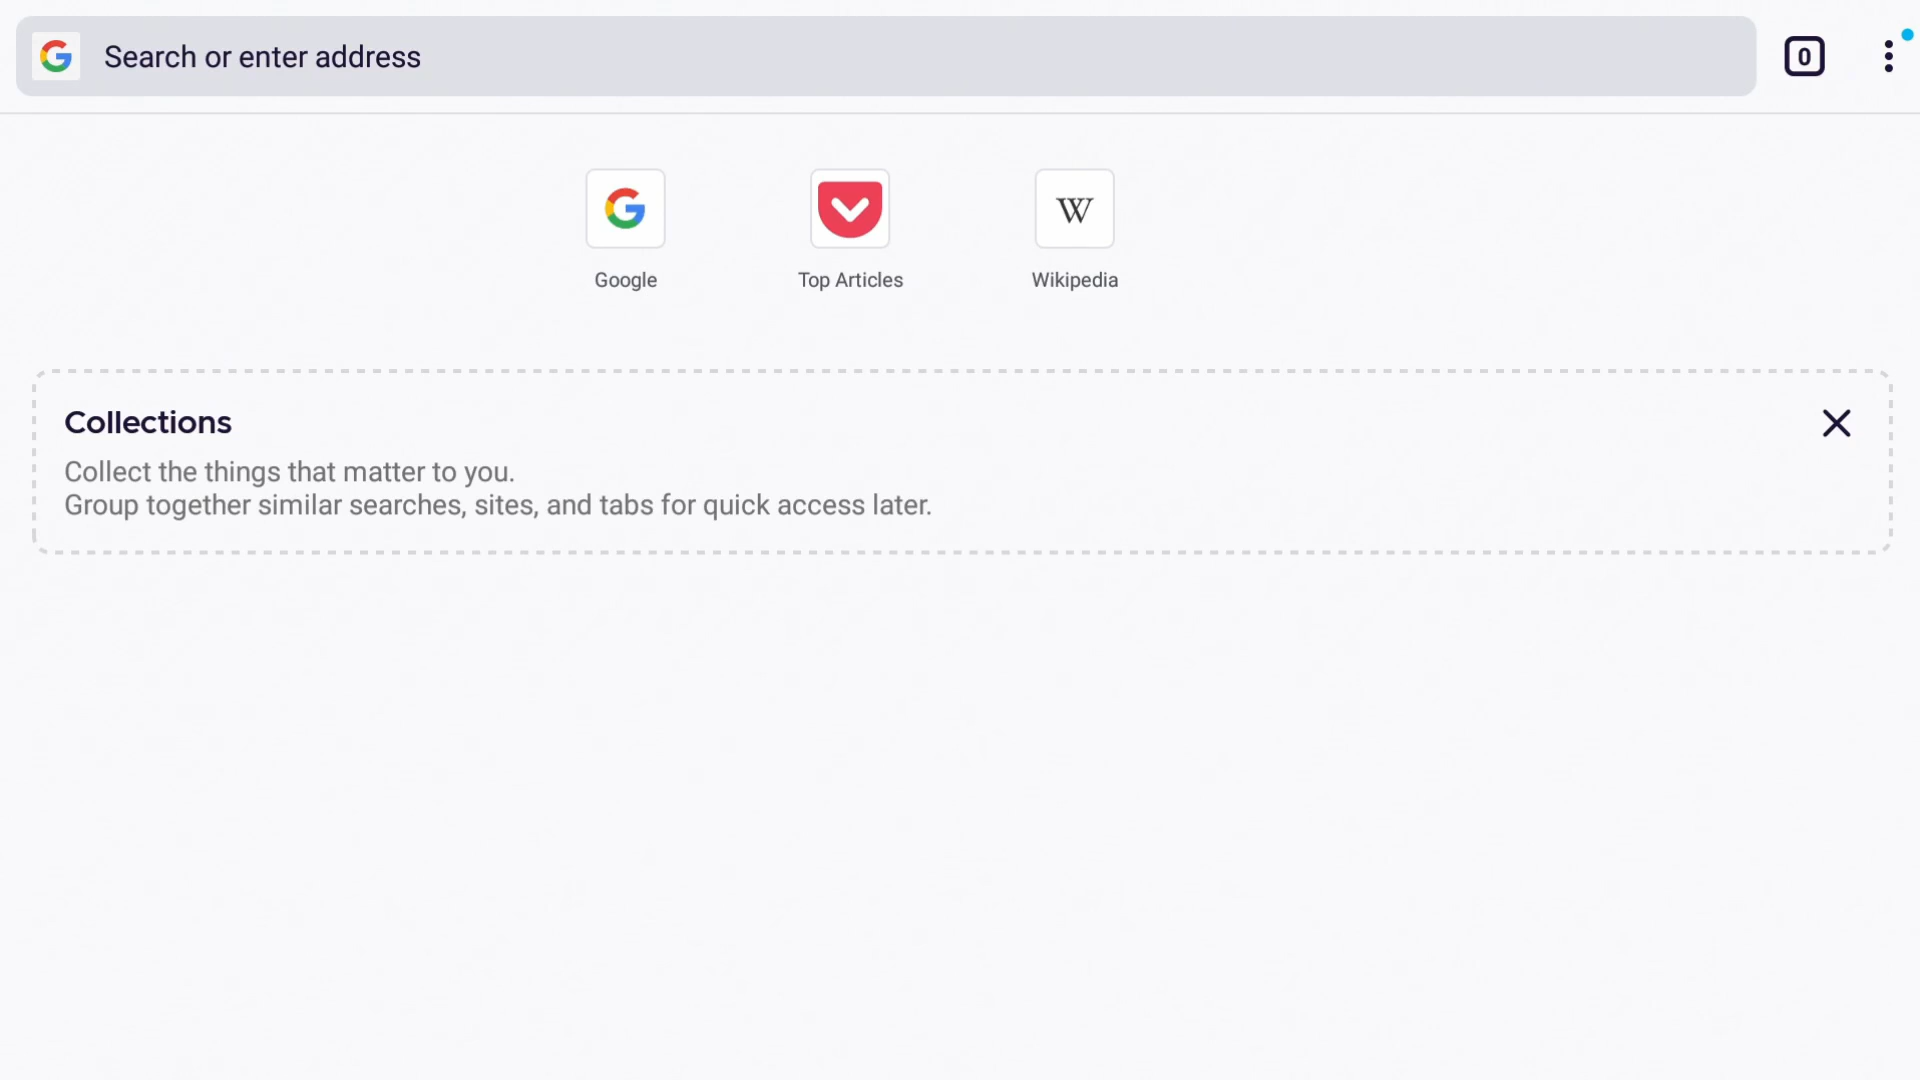 Search or enter address
0
Google
Top Articles
W
Wikipedia
Collections
Collect the things that matter to you.
Group together similar searches, sites, and tabs for quick access later.